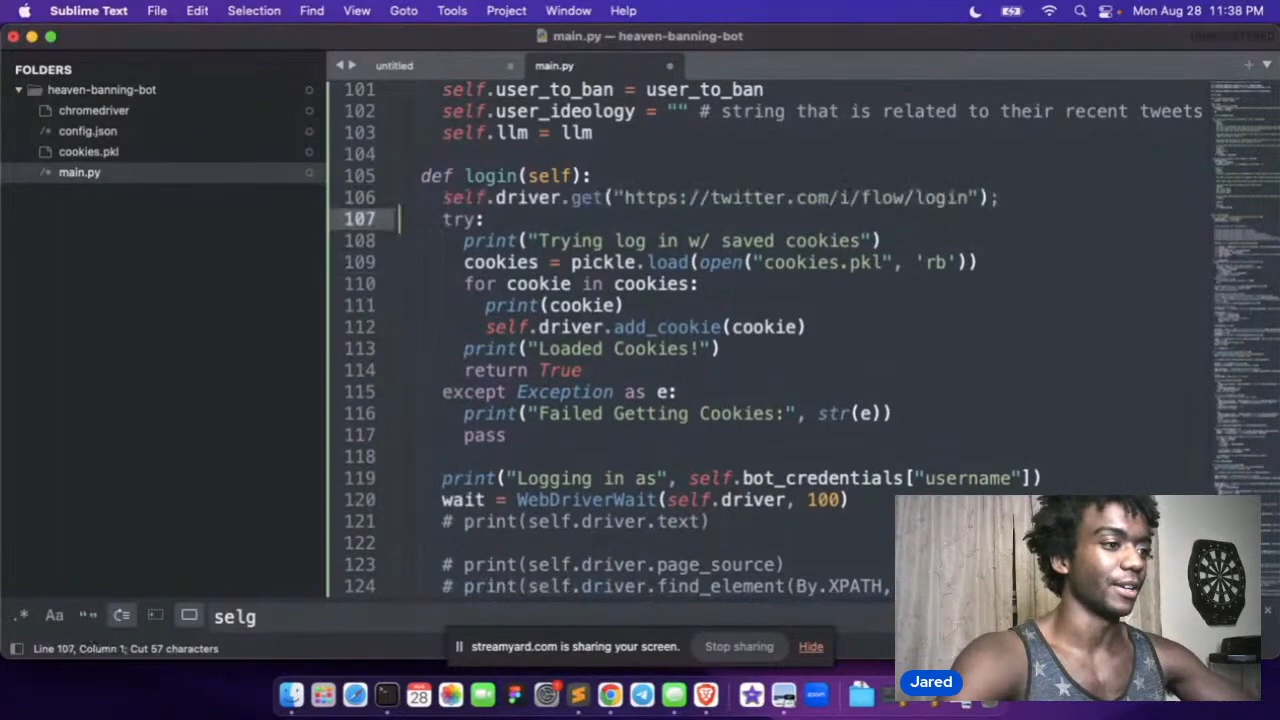 Sublime Text File Edit Selection Find View Goto Tools Project Window Help Mon Aug 28 11:38 PM
main.py — heaven-banning-bot
FOLDERS
heaven-banning-bot
chromedriver
config.json
cookies.pkl
main.py
untitled main.py
101 self.user_to_ban = user_to_ban
102 self.user_ideology = "" # string that is related to their recent tweets
103 self.llm = llm
104
105 def login(self):
106 self.driver.get("https://twitter.com/i/flow/login");
107 try:
108 print("Trying log in w/ saved cookies")
109 cookies = pickle.load(open("cookies.pkl", 'rb'))
110 for cookie in cookies:
111 print(cookie)
112 self.driver.add_cookie(cookie)
113 print("Loaded Cookies!")
114 return True
115 except Exception as e:
116 print("Failed Getting Cookies:", str(e))
117 pass
118
119 print("Logging in as", self.bot_credentials["username"])
120 wait = WebDriverWait(self.driver, 100)
121 # print(self.driver.text)
122
123 # print(self.driver.page_source)
124 # print(self.driver.find_element(By.XPATH,
.* Aa "" selg
Line 107, Column 1; Cut 57 characters
streamyard.com is sharing your screen. Stop sharing Hide
Jared
28
zoom